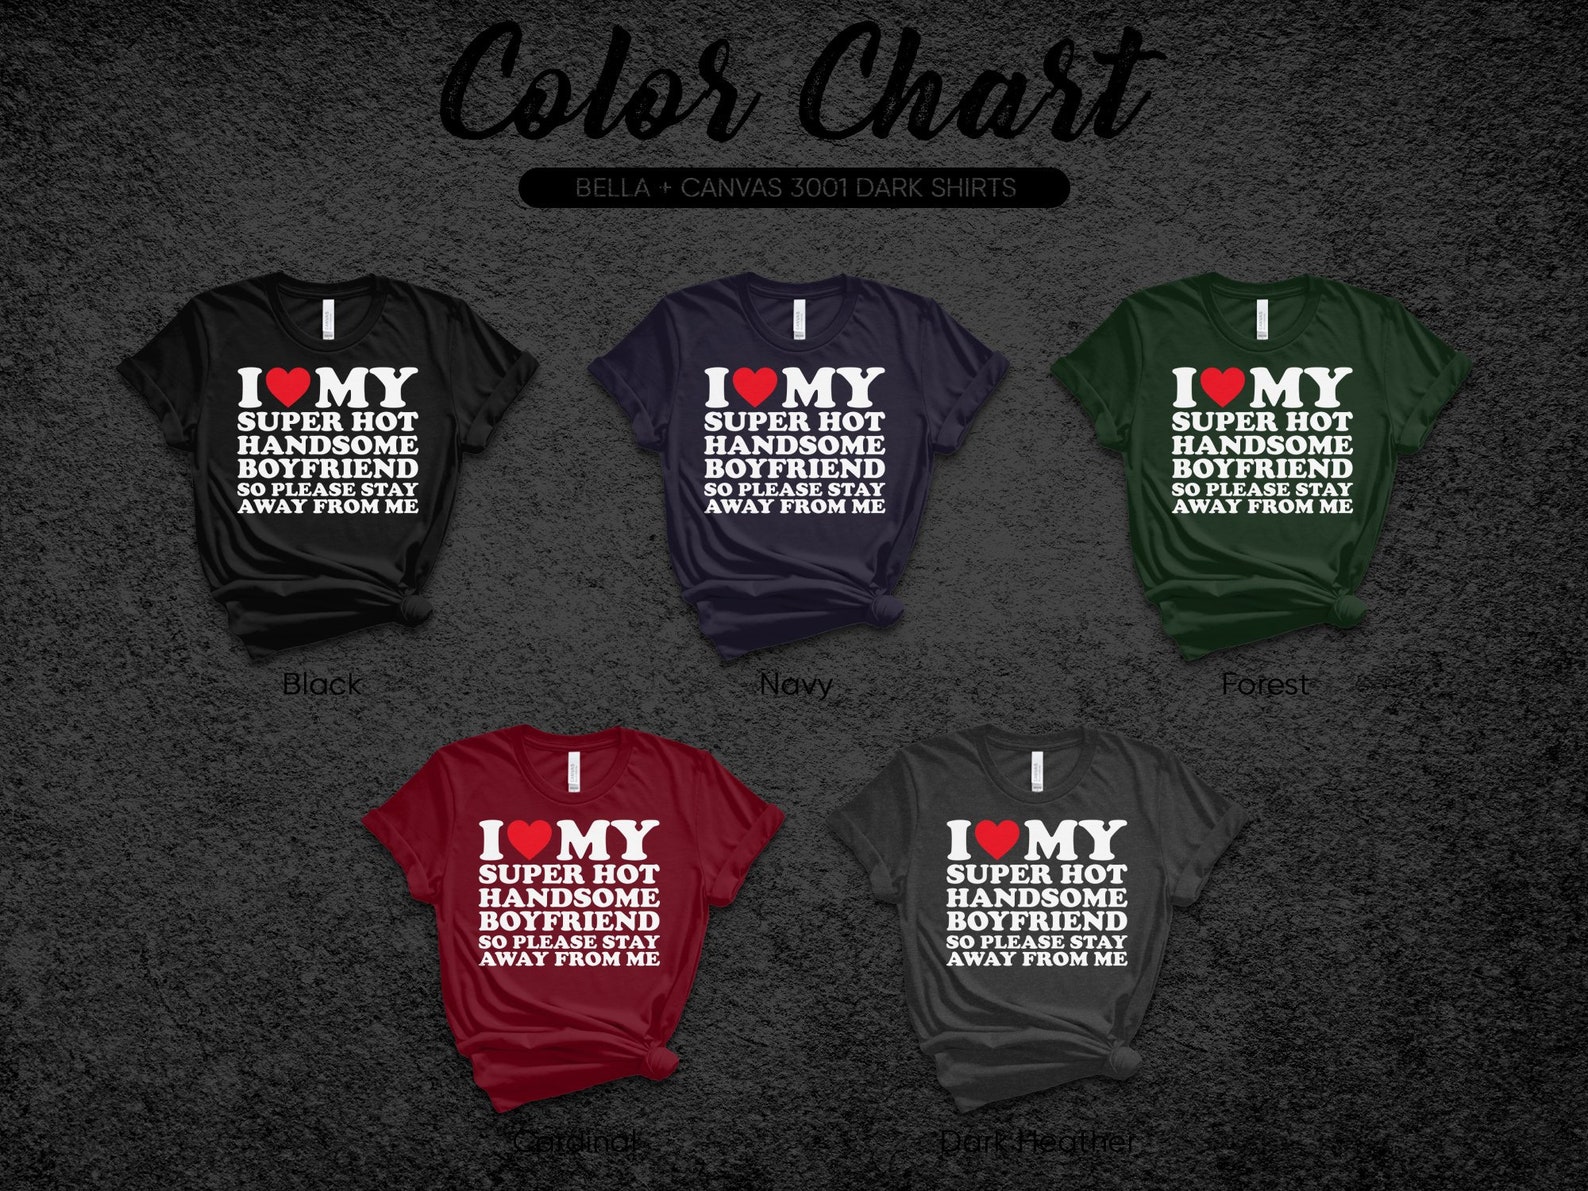 Color Chart
BELLA + CANVAS 3001 DARK SHIRTS
I ♥ MY
SUPER HOT
HANDSOME
BOYFRIEND
SO PLEASE STAY
AWAY FROM ME
Black
I ♥ MY
SUPER HOT
HANDSOME
BOYFRIEND
SO PLEASE STAY
AWAY FROM ME
Navy
I ♥ MY
SUPER HOT
HANDSOME
BOYFRIEND
SO PLEASE STAY
AWAY FROM ME
Forest
I ♥ MY
SUPER HOT
HANDSOME
BOYFRIEND
SO PLEASE STAY
AWAY FROM ME
Cardinal
I ♥ MY
SUPER HOT
HANDSOME
BOYFRIEND
SO PLEASE STAY
AWAY FROM ME
Dark Heather